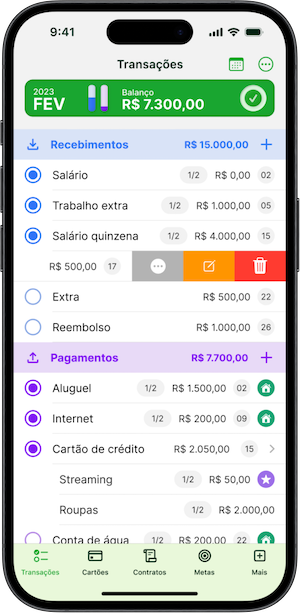 9:41
Transações
2023
FEV
Balanço
R$ 7.300,00
Recebimentos R$ 15.000,00
Salário 1/2 R$ 0,00 02
Trabalho extra 1/2 R$ 1.000,00 05
Salário quinzena 1/2 R$ 4.000,00 15
R$ 500,00 17
Extra R$ 500,00 22
Reembolso R$ 1.000,00 26
Pagamentos R$ 7.700,00
Aluguel 1/2 R$ 1.500,00 02
Internet 1/2 R$ 200,00 09
Cartão de crédito R$ 2.050,00 15
Streaming 1/2 R$ 50,00
Roupas 1/2 R$ 2.000,00
Conta de água 1/2 R$ 200,00 22
Transações Cartões Contratos Metas Mais